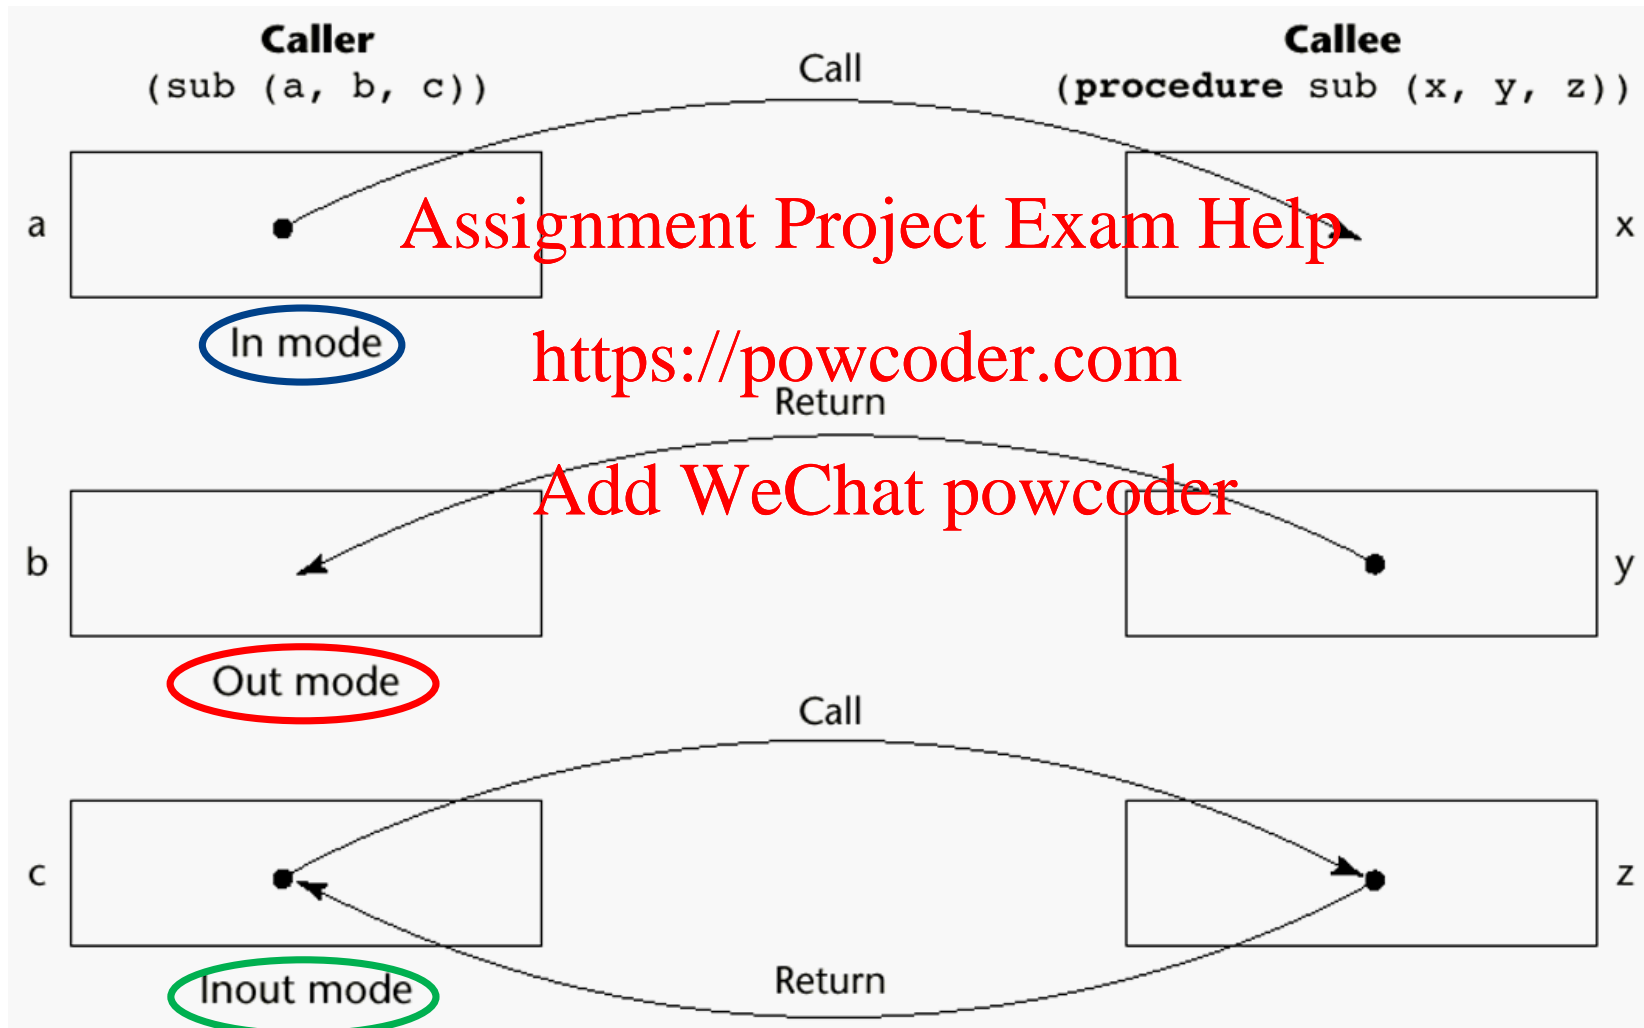 Caller
(sub (a, b, c))
Call
Callee
(procedure sub (x, y, z))
a
Assignment Project Exam Help
x
In mode
https://powcoder.com
Return
Add WeChat powcoder
b
y
Out mode
Call
c
z
Inout mode
Return